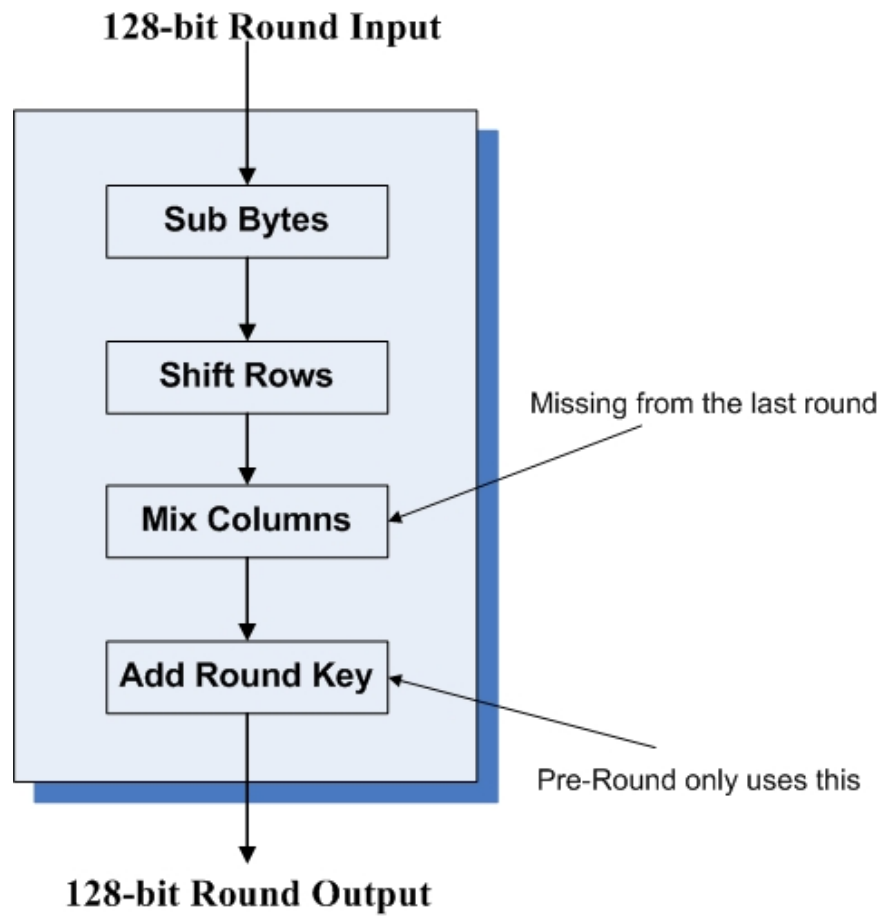 128-bit Round Input
Sub Bytes
Shift Rows
Missing from the last round
Mix Columns
Add Round Key
Pre-Round only uses this
128-bit Round Output